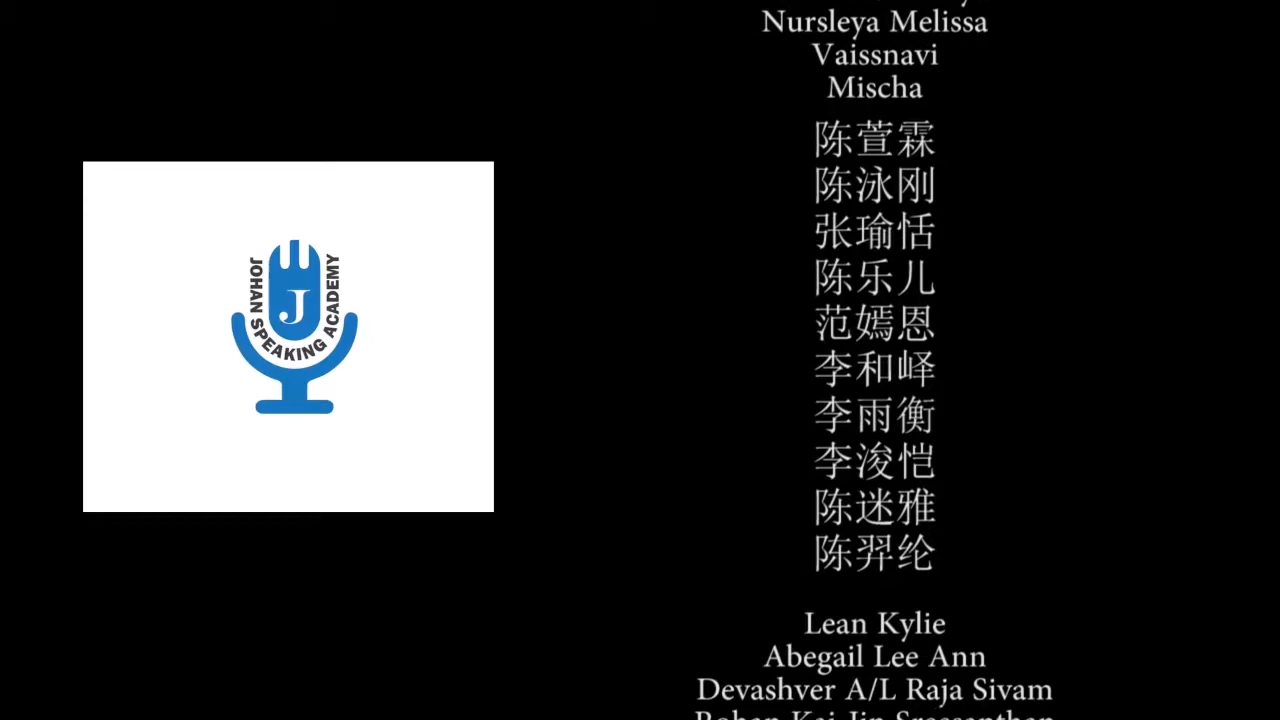 JOHAN SPEAKING ACADEMY
J
Nursleya Melissa
Vaissnavi
Mischa
陈萱霖
陈泳刚
张瑜恬
陈乐儿
范嫣恩
李和峄
李雨衡
李浚恺
陈迷雅
陈羿纶
Lean Kylie
Abegail Lee Ann
Devashver A/L Raja Sivam